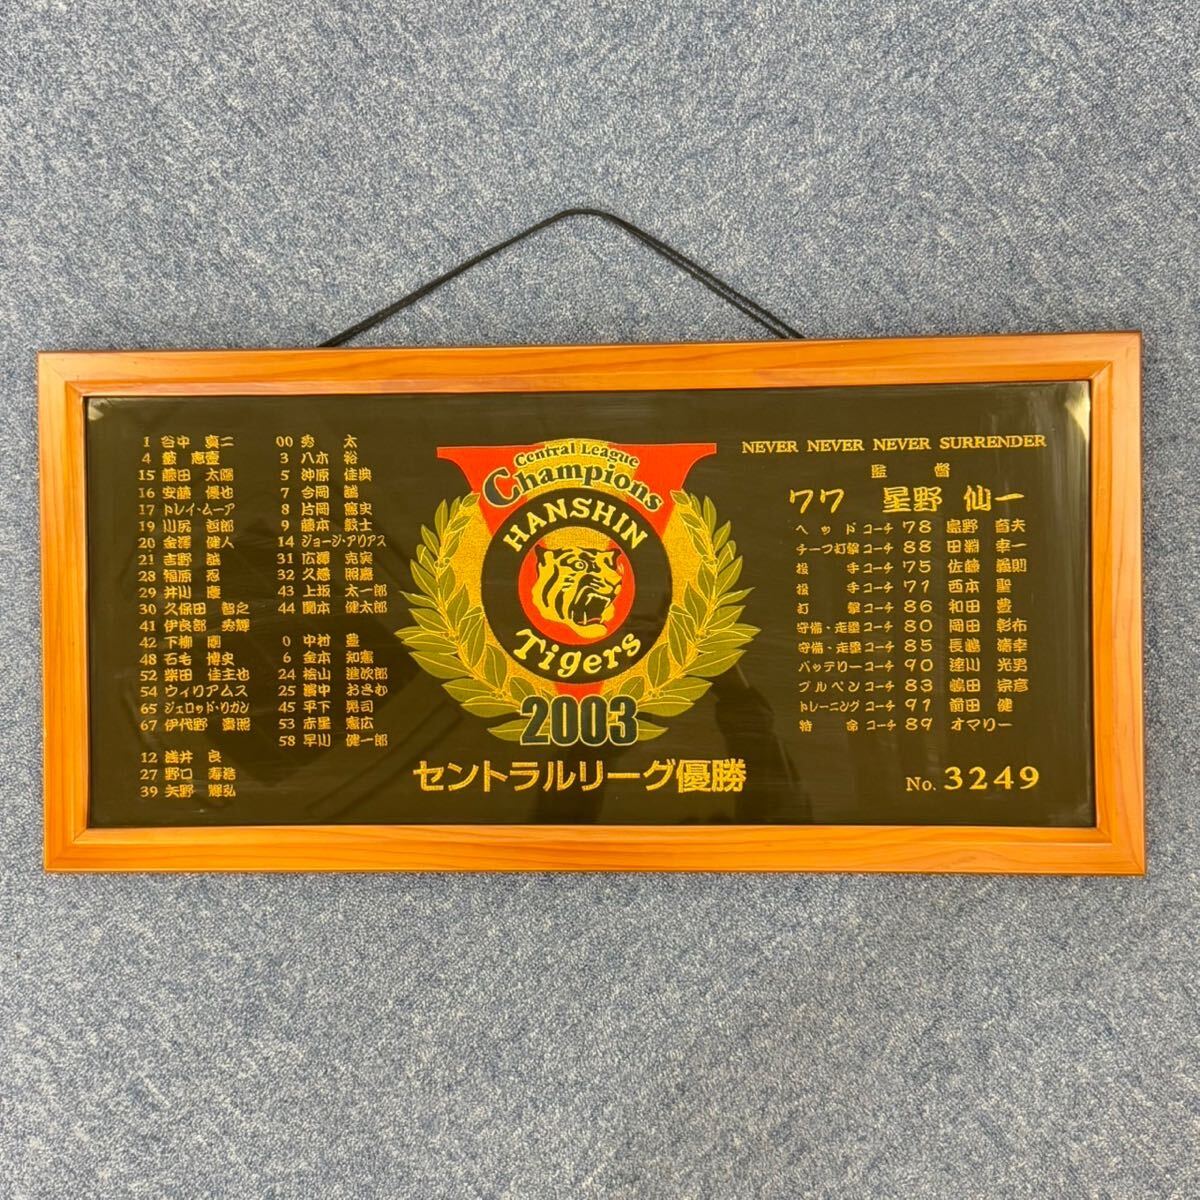 1 谷中 真二
4 藪 恵壹
15 藤田 太陽
16 安藤 優也
17 トレイ・ムーア
19 川尻 哲郎
20 金澤 健人
21 吉野 誠
28 福原 忍
29 井川 慶
30 久保田 智之
41 伊良部 秀輝
42 下柳 剛
48 石毛 博史
52 柴田 佳主也
54 ウィリアムス
65 ジェロッド・リガン
67 伊代野 貴照
12 浅井 良
27 野口 寿浩
39 矢野 輝弘
00 秀 太
3 八木 裕
5 沖原 佳典
7 今岡 誠
8 片岡 篤史
9 藤本 敦士
14 ジョージ・アリアス
31 広澤 克実
32 久慈 照嘉
43 上坂 太一郎
44 関本 健太郎
0 中村 豊
6 金本 知憲
24 桧山 進次郎
25 濱中 おさむ
45 平下 晃司
53 赤星 憲広
58 早川 健一郎
Central League
Champions
HANSHIN
Tigers
2003
セントラルリーグ優勝
NEVER NEVER NEVER SURRENDER
監 督
77 星野 仙一
ヘッドコーチ 78 島野 育夫
チーフ打撃コーチ 88 田淵 幸一
投 手コーチ 75 佐藤 義則
投 手コーチ 71 西本 聖
打 撃コーチ 86 和田 豊
守備・走塁コーチ 80 岡田 彰布
守備・走塁コーチ 85 長嶋 清幸
バッテリーコーチ 90 達川 光男
ブルペンコーチ 83 嶋田 宗彦
トレーニングコーチ 91 前田 健
特 命コーチ 89 オマリー
No. 3249